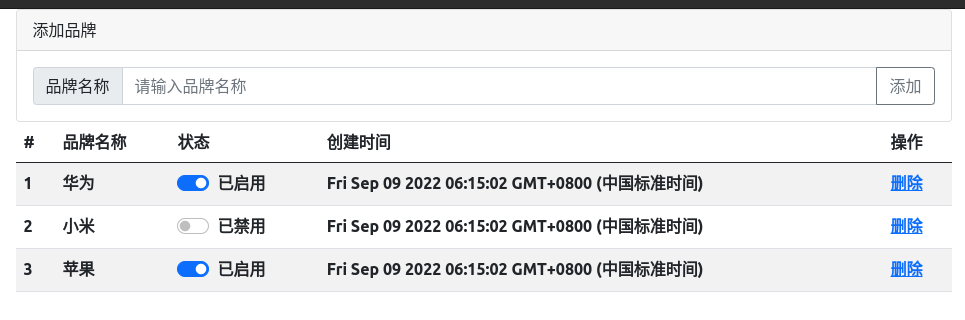 添加品牌
品牌名称 请输入品牌名称 添加
# 品牌名称 状态 创建时间 操作
1 华为 已启用 Fri Sep 09 2022 06:15:02 GMT+0800 (中国标准时间) 删除
2 小米 已禁用 Fri Sep 09 2022 06:15:02 GMT+0800 (中国标准时间) 删除
3 苹果 已启用 Fri Sep 09 2022 06:15:02 GMT+0800 (中国标准时间) 删除